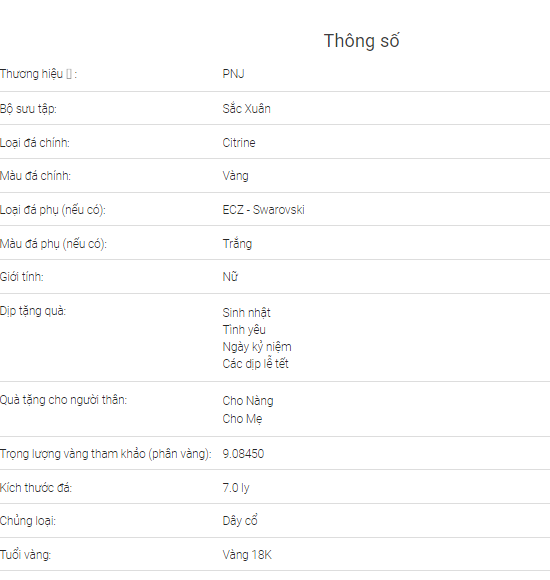 Thông số
Thương hiệu : PNJ
Bộ sưu tập: Sắc Xuân
Loại đá chính: Citrine
Màu đá chính: Vàng
Loại đá phụ (nếu có): ECZ - Swarovski
Màu đá phụ (nếu có): Trắng
Giới tính: Nữ
Dịp tặng quà: Sinh nhật
Tình yêu
Ngày kỷ niệm
Các dịp lễ tết
Quà tặng cho người thân: Cho Nàng
Cho Mẹ
Trọng lượng vàng tham khảo (phân vàng): 9.08450
Kích thước đá: 7.0 ly
Chủng loại: Dây cổ
Tuổi vàng: Vàng 18K